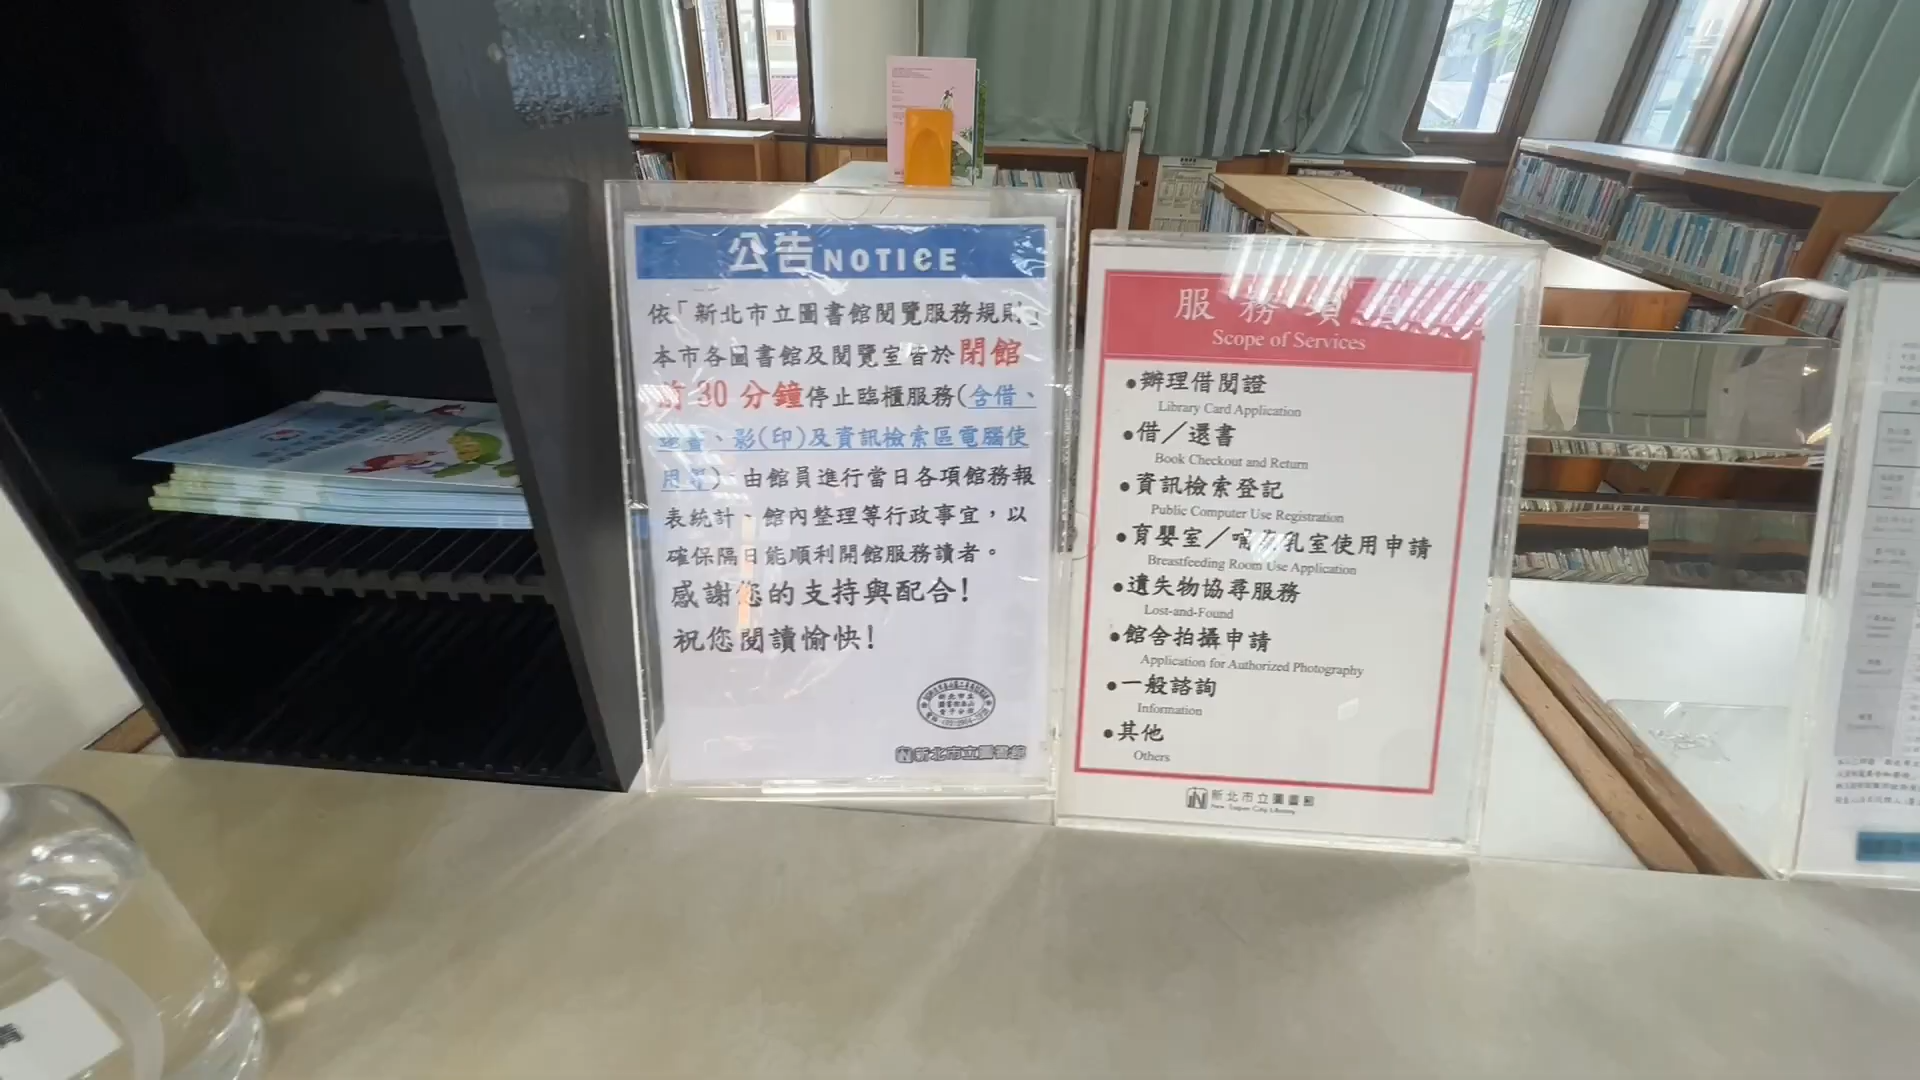 公告NOTICE
依「新北市立圖書館閱覽服務規則」
本市各圖書館及閱覽室皆於閉館
前 30 分鐘停止臨櫃服務(含借、
還書、影(印)及資訊檢索區電腦使
用等) 由館員進行當日各項館務報
表統計、館內整理等行政事宜，以
確保隔日能順利開館服務讀者。
感謝您的支持與配合!
祝您閱讀愉快!
新北市立圖書館
服務項目
Scope of Services
●辦理借閱證
Library Card Application
●借／還書
Book Checkout and Return
●資訊檢索登記
Public Computer Use Registration
●育嬰室／哺集乳室使用申請
Breastfeeding Room Use Application
●遺失物協尋服務
Lost-and-Found
●館舍拍攝申請
Application for Authorized Photography
●一般諮詢
Information
●其他
Others
新北市立圖書館
New Taipei City Library